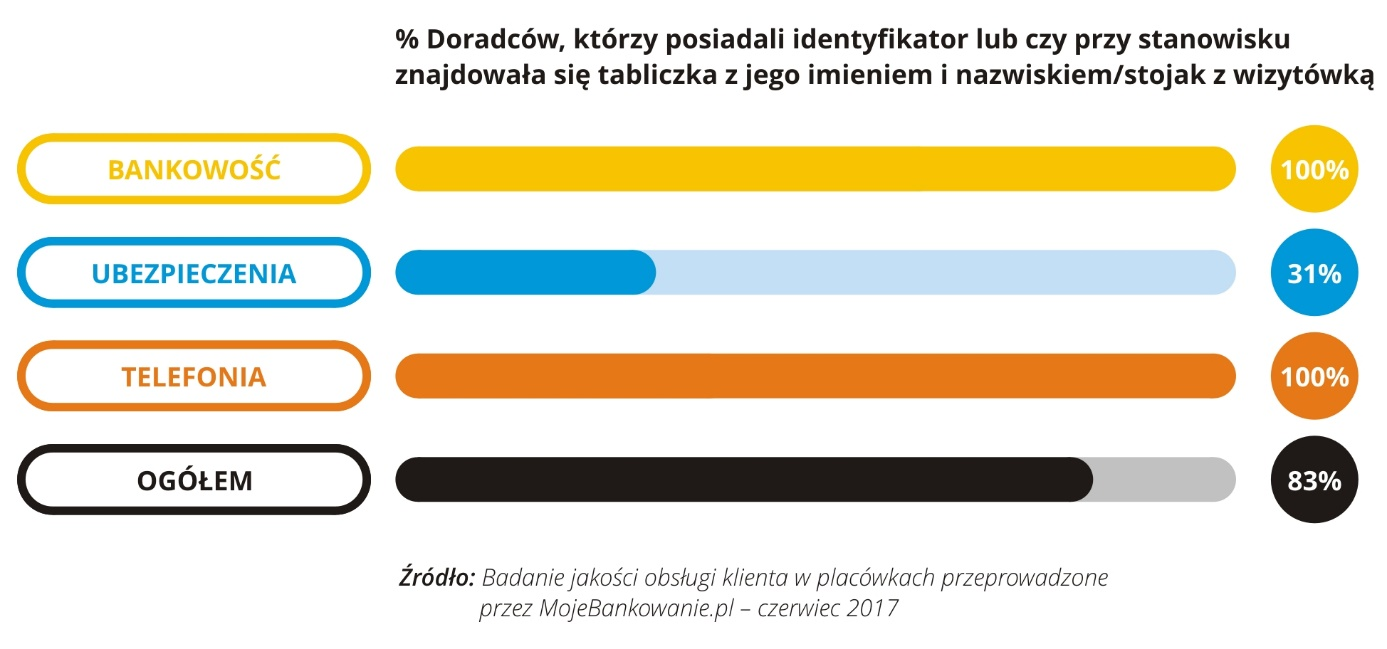 % Doradców, którzy posiadali identyfikator lub czy przy stanowisku
znajdowała się tabliczka z jego imieniem i nazwiskiem/stojak z wizytówką
BANKOWOŚĆ 100%
UBEZPIECZENIA 31%
TELEFONIA 100%
OGÓŁEM 83%
Źródło: Badanie jakości obsługi klienta w placówkach przeprowadzone
przez MojeBankowanie.pl – czerwiec 2017